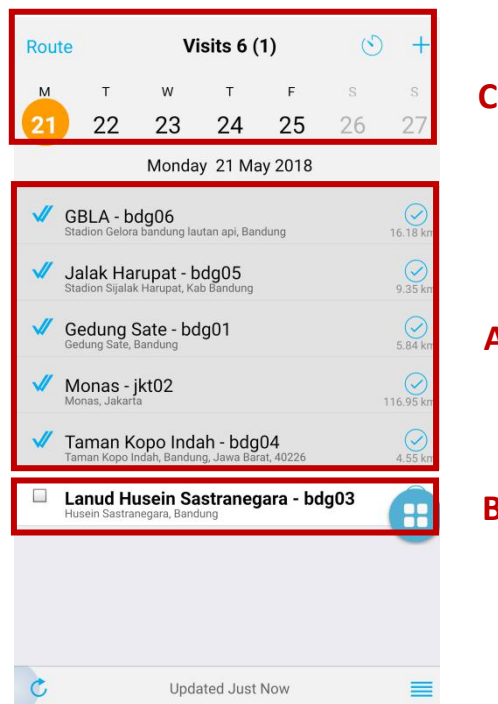 Route Visits 6 (1)
M T W T F S S
21 22 23 24 25 26 27
C
Monday 21 May 2018
GBLA - bdg06
Stadion Gelora bandung lautan api, Bandung
16.18 km
Jalak Harupat - bdg05
Stadion Sijalak Harupat, Kab Bandung
9.35 km
Gedung Sate - bdg01
Gedung Sate, Bandung
5.84 km
A
Monas - jkt02
Monas, Jakarta
116.95 km
Taman Kopo Indah - bdg04
Taman Kopo Indah, Bandung, Jawa Barat, 40226
4.55 km
Lanud Husein Sastranegara - bdg03
Husein Sastranegara, Bandung
B
Updated Just Now